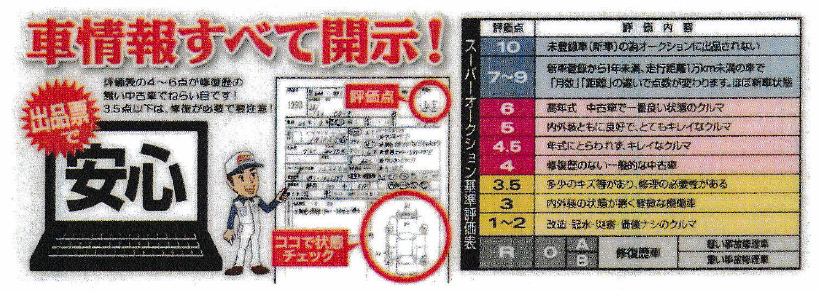 車情報すべて開示!
評価表の4~6点が修復歴の
無い中古車でねらい目です!
3.5点以下は、修復が必要で要注意!
出品票で
安心
評価点
ココで状態
チェック
スーパーオークション基準評価表
評価点 評価内容
10 未登録車(新車)の為オークションに出品されない
7~9 新車登録から1年未満、走行距離1万km未満の車で
「月数」「距離」の違いで点数が変わります。ほぼ新車状態
6 高年式 中古車で一番良い状態のクルマ
5 内外装ともに良好で、とてもキレイなクルマ
4.5 年式にとらわれず、キレイなクルマ
4 修復歴のない一般的な中古車
3.5 多少のキズ等があり、修理の必要性がある
3 内外装の状態が悪く軽微な損傷車
1~2 改造・冠水・災害・価値ナシのクルマ
R 0 A B 修復歴車
軽い事故修理車
重い事故修理車